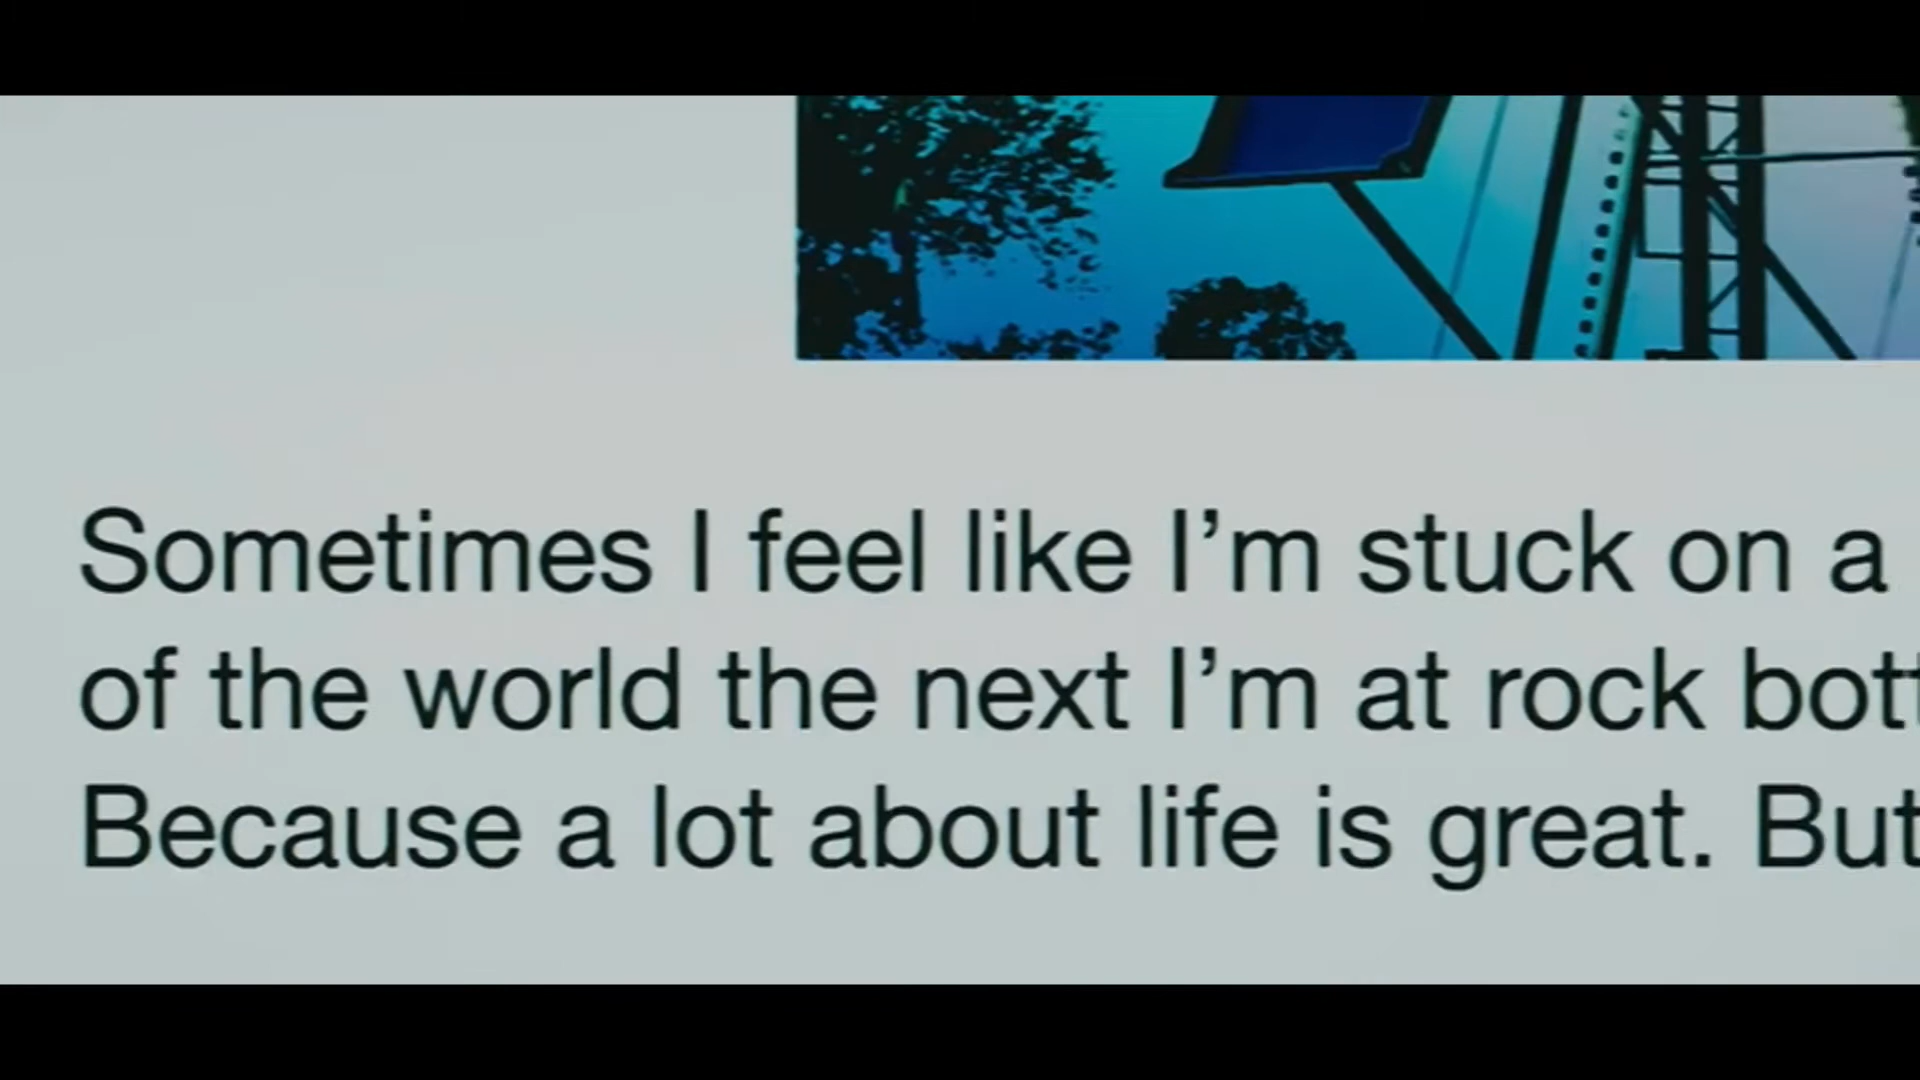 Sometimes I feel like I’m stuck on a
of the world the next I’m at rock bott
Because a lot about life is great. But